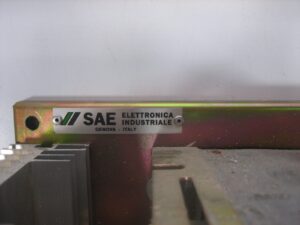 SAE ELETTRONICA
INDUSTRIALE
GENOVA - ITALY